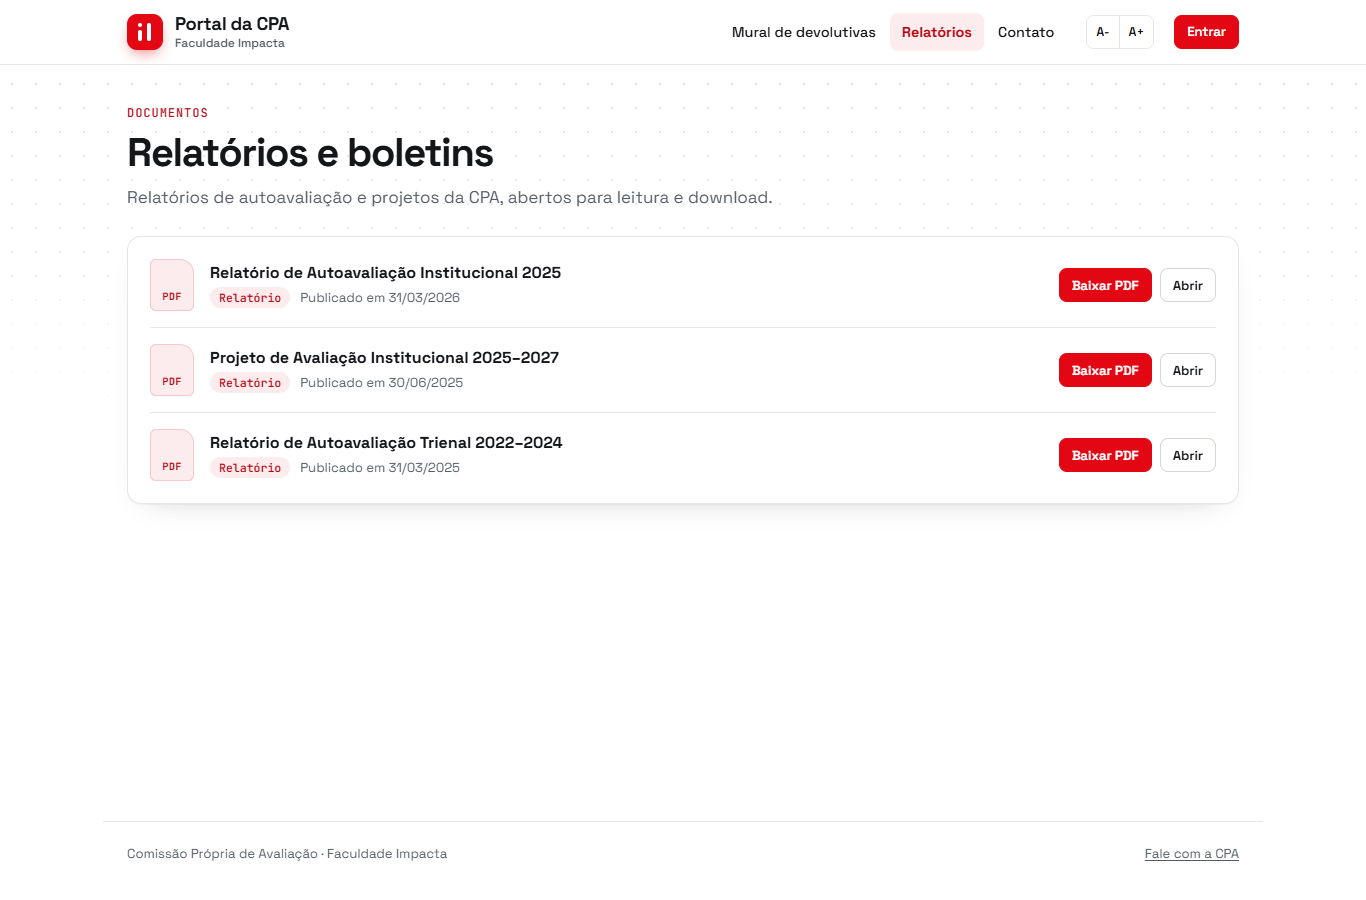 Portal da CPA
Faculdade Impacta
Mural de devolutivas
Relatórios
Contato
A-
A+
Entrar
DOCUMENTOS
Relatórios e boletins
Relatórios de autoavaliação e projetos da CPA, abertos para leitura e download.
PDF
Relatório de Autoavaliação Institucional 2025
Relatório Publicado em 31/03/2026
Baixar PDF
Abrir
PDF
Projeto de Avaliação Institucional 2025–2027
Relatório Publicado em 30/06/2025
Baixar PDF
Abrir
PDF
Relatório de Autoavaliação Trienal 2022–2024
Relatório Publicado em 31/03/2025
Baixar PDF
Abrir
Comissão Própria de Avaliação · Faculdade Impacta
Fale com a CPA